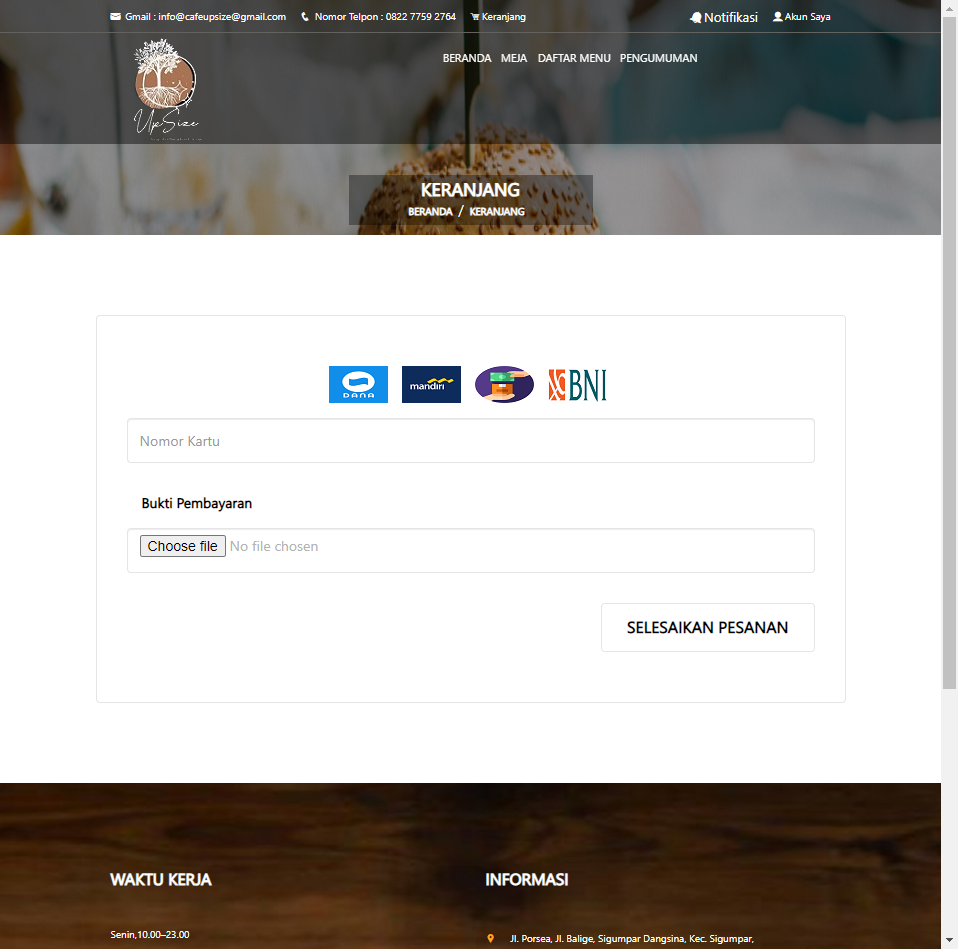 Gmail : info@cafeupsize@gmail.com Nomor Telpon : 0822 7759 2764 Keranjang Notifikasi Akun Saya
UpSize
BERANDA MEJA DAFTAR MENU PENGUMUMAN
KERANJANG
BERANDA / KERANJANG
DANA mandiri BNI
Nomor Kartu
Bukti Pembayaran
Choose file No file chosen
SELESAIKAN PESANAN
WAKTU KERJA INFORMASI
Senin,10.00–23.00
Jl. Porsea, Jl. Balige, Sigumpar Dangsina, Kec. Sigumpar,